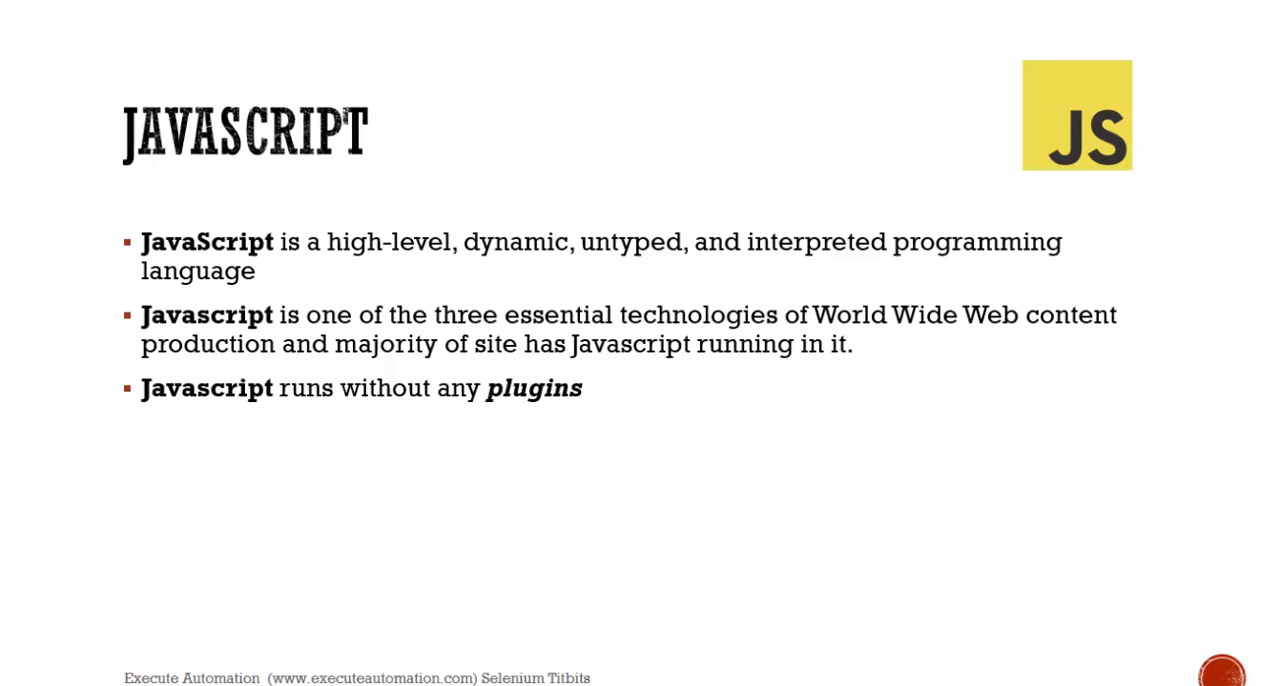 JAVASCRIPT
JS
▪ JavaScript is a high-level, dynamic, untyped, and interpreted programming
language
▪ Javascript is one of the three essential technologies of World Wide Web content
production and majority of site has Javascript running in it.
▪ Javascript runs without any plugins
Execute Automation (www.executeautomation.com) Selenium Titbits